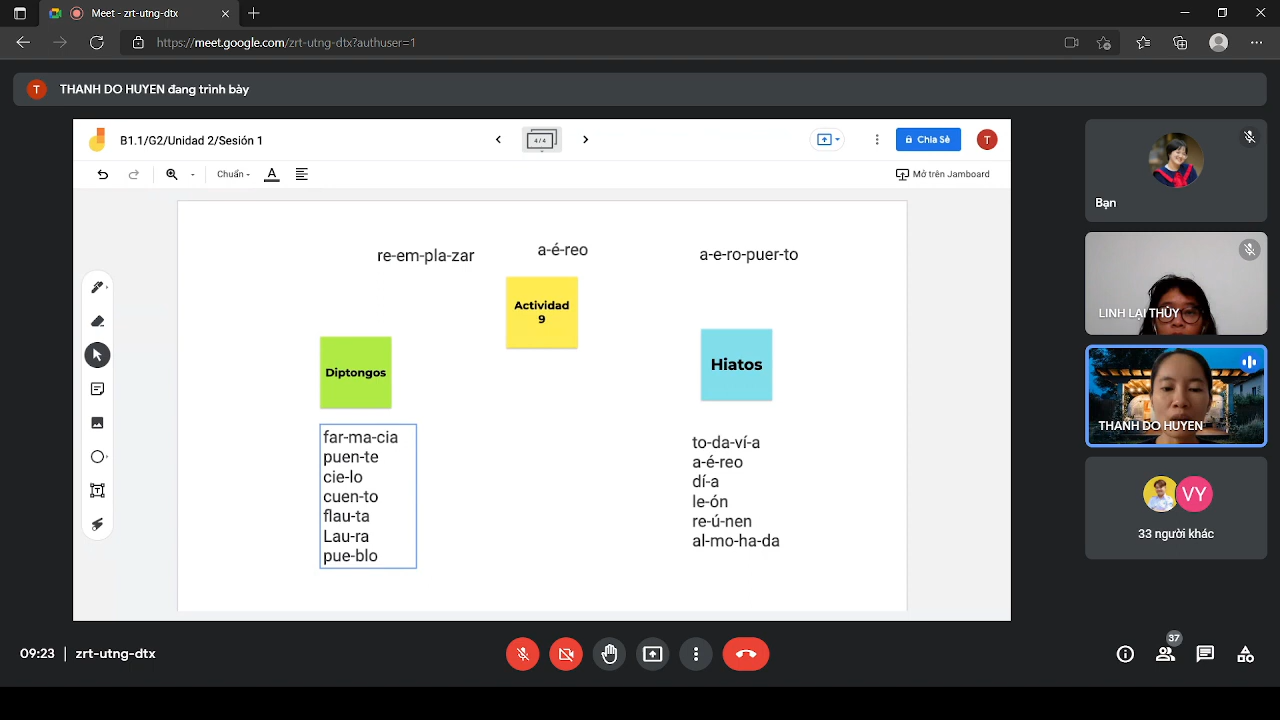 Meet - zrt-utng-dtx
https://meet.google.com/zrt-utng-dtx?authuser=1
T THANH DO HUYEN đang trình bày
B1.1/G2/Unidad 2/Sesión 1
4 / 4
Chia Sẻ
T
Chuẩn
A
Mở trên Jamboard
re-em-pla-zar
a-é-reo
a-e-ro-puer-to
Actividad
9
Diptongos
Hiatos
far-ma-cia
puen-te
cie-lo
cuen-to
flau-ta
Lau-ra
pue-blo
to-da-ví-a
a-é-reo
dí-a
le-ón
re-ú-nen
al-mo-ha-da
Bạn
LINH LẠI THÙY
THANH DO HUYEN
VY
33 người khác
09:23 | zrt-utng-dtx
37